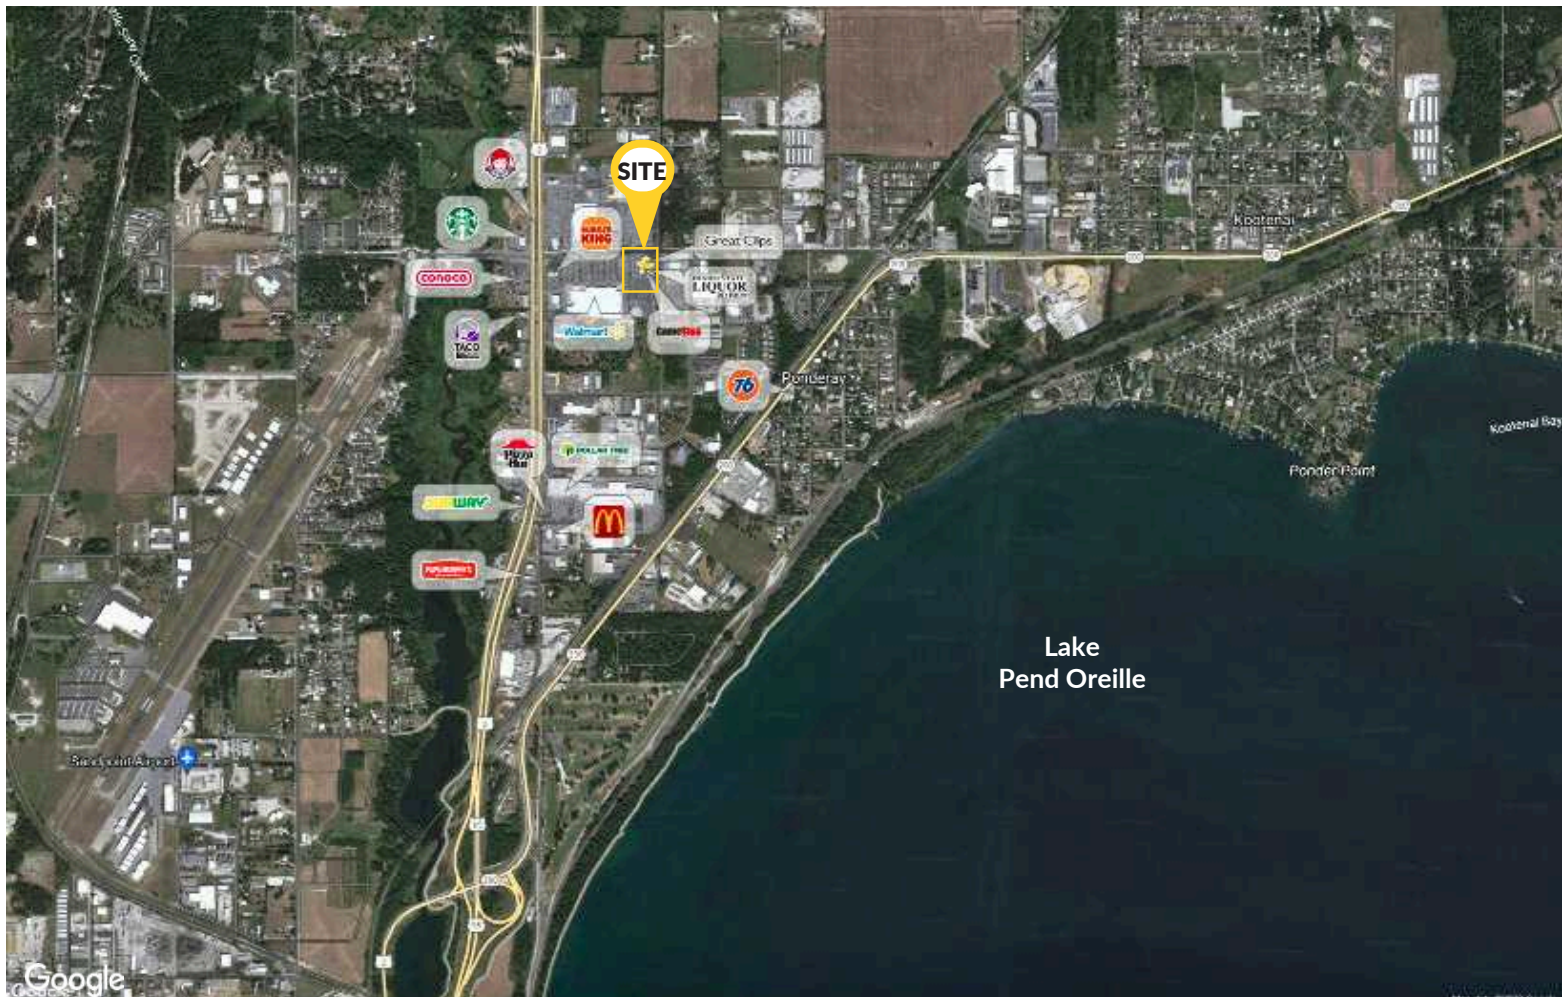 SITE
BURGER
KING
Great Clips
conoco
LIQUOR
Walmart
GameStop
TACO
BELL
76
Ponderay
Kootenai
200
Kootenai Bay
Ponder Point
Pizza
Hut
DOLLAR TREE
SUBWAY
Lake
Pend Oreille
Sandpoint Airport
Google